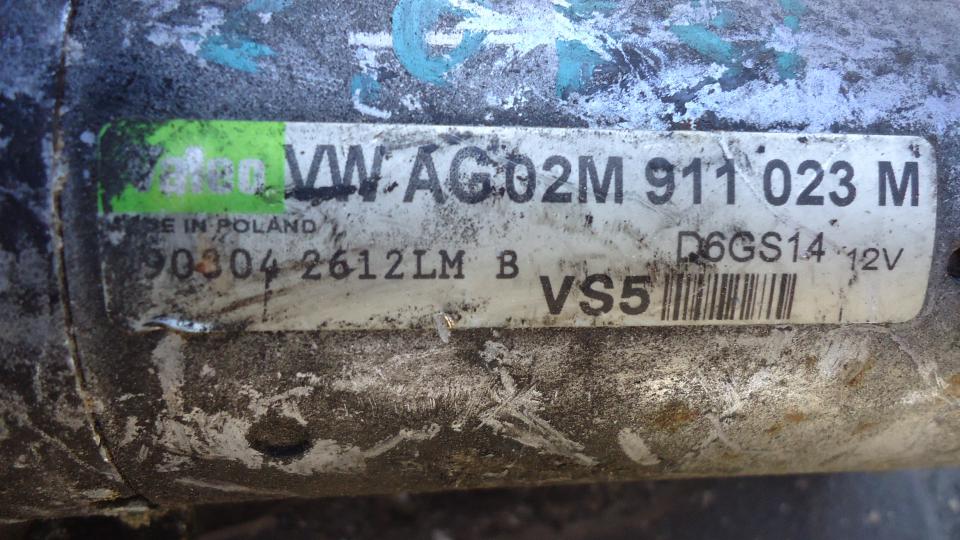 Valeo VW AG 02M 911 023 M
MADE IN POLAND
D6GS14 12V
90304 2612LM B
VS5